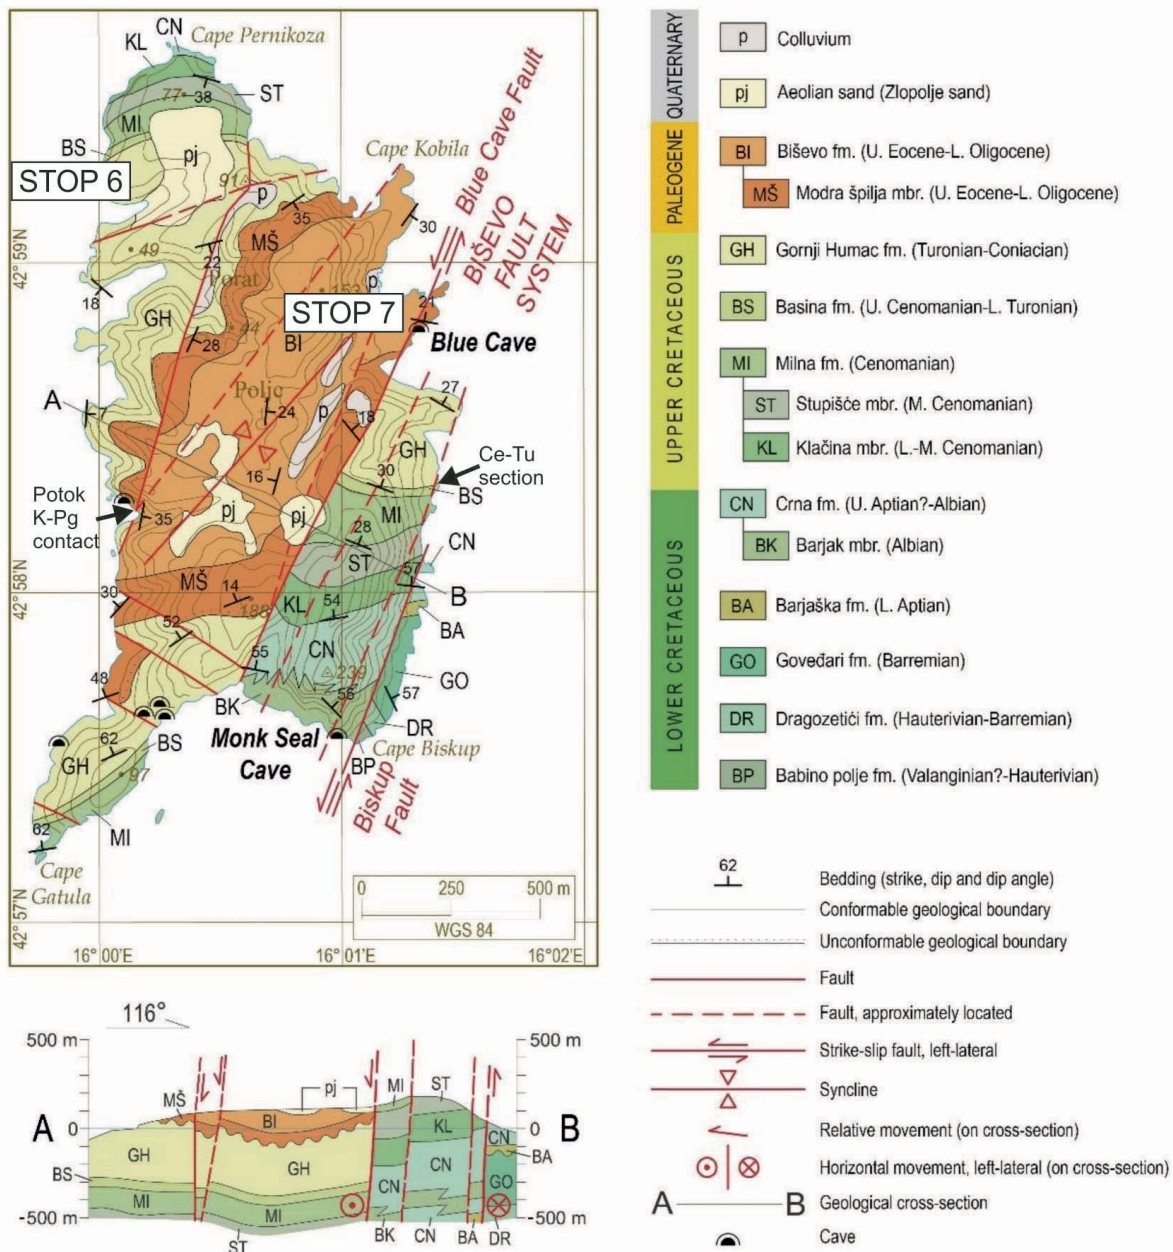 CN
Cape Pernikoza
KL
ST
77
38
MI
BS
pj
STOP 6
91
p
Cape Kobila
Blue Cave Fault
BIŠEVO
FAULT
SYSTEM
35
30
MŠ
49
22
18
Porat
153
p
STOP 7
21
GH
28
44
BI
Blue Cave
A
7
Polje
24
p
18
27
GH
Ce-Tu
section
30
BS
16
Potok
K-Pg
contact
35
pj
pj
MI
28
CN
ST
57
MŠ
14
30
188
KL
54
B
BA
52
CN
55
239
GO
48
BK
55
57
DR
Monk Seal
Cave
Cape Biskup
BP
Biskup
Fault
62
BS
GH
97
MI
62
Cape
Gatula
42° 59'N
42° 58'N
42° 57'N
0 250 500 m
WGS 84
16° 00'E
16° 01'E
16° 02'E
QUATERNARY
PALEOGENE
UPPER CRETACEOUS
LOWER CRETACEOUS
p Colluvium
pj Aeolian sand (Zlopolje sand)
BI Biševo fm. (U. Eocene-L. Oligocene)
MŠ Modra špilja mbr. (U. Eocene-L. Oligocene)
GH Gornji Humac fm. (Turonian-Coniacian)
BS Basina fm. (U. Cenomanian-L. Turonian)
MI Milna fm. (Cenomanian)
ST Stupišće mbr. (M. Cenomanian)
KL Klačina mbr. (L.-M. Cenomanian)
CN Crna fm. (U. Aptian?-Albian)
BK Barjak mbr. (Albian)
BA Barjaška fm. (L. Aptian)
GO Goveđari fm. (Barremian)
DR Dragozetići fm. (Hauterivian-Barremian)
BP Babino polje fm. (Valanginian?-Hauterivian)
62
Bedding (strike, dip and dip angle)
Conformable geological boundary
Unconformable geological boundary
Fault
Fault, approximately located
Strike-slip fault, left-lateral
Syncline
Relative movement (on cross-section)
Horizontal movement, left-lateral (on cross-section)
A B Geological cross-section
Cave
116°
500 m
500 m
MŠ
pj
MI
ST
A
0
BI
KL
0
B
CN
BA
GH
GH
CN
BS
CN
GO
MI
MI
-500 m
-500 m
ST
BK
CN
BA
DR